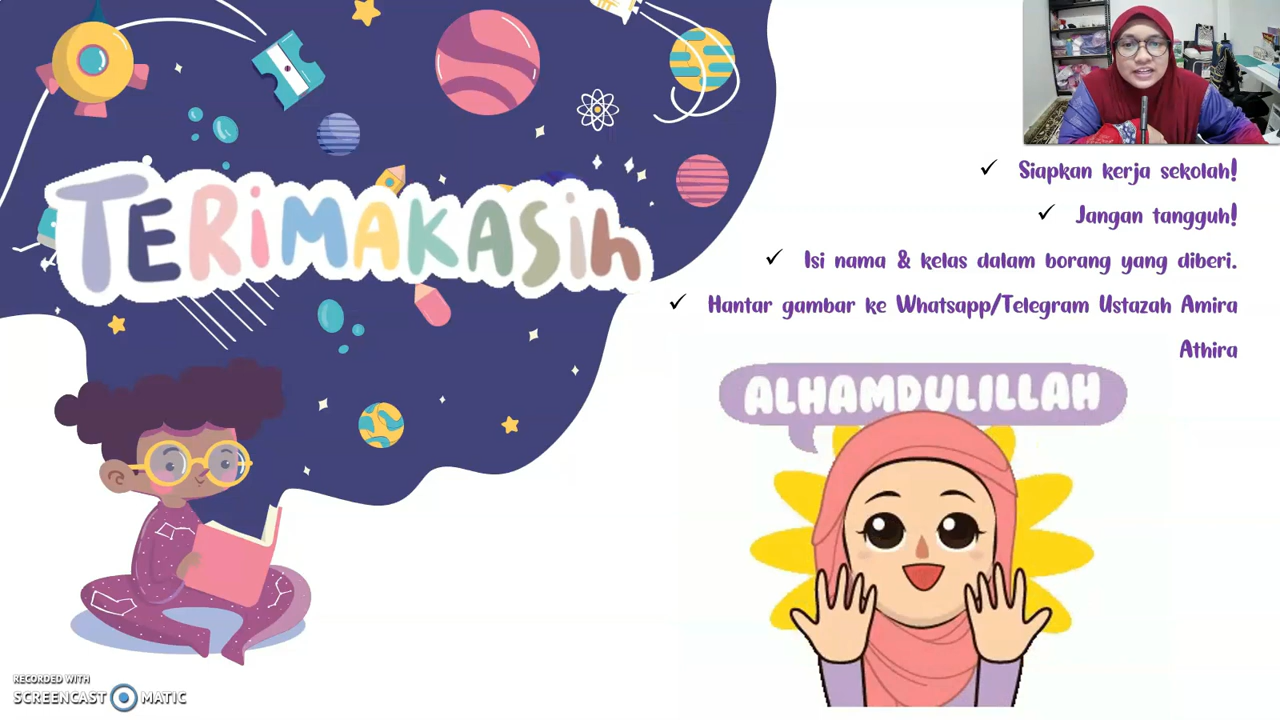 TERIMAKASih
Siapkan kerja sekolah!
Jangan tangguh!
Isi nama & kelas dalam borang yang diberi.
Hantar gambar ke Whatsapp/Telegram Ustazah Amira
Athira
ALHAMDULILLAH
RECORDED WITH
SCREENCAST MATIC